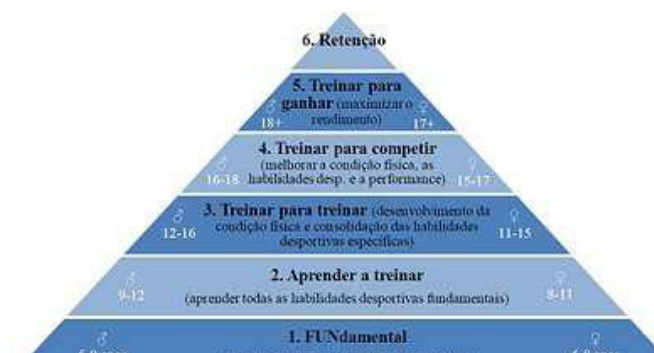 6. Retenção
5. Treinar para
ganhar (maximizar o
rendimento)
♂ ♀
18+ 17+
4. Treinar para competir
(melhorar a condição física, as
habilidades desp. e a performance)
♂ ♀
16-18 15-17
3. Treinar para treinar (desenvolvimento da
condição física e consolidação das habilidades
desportivas específicas)
♂ ♀
12-16 11-15
2. Aprender a treinar
(aprender todas as habilidades desportivas fundamentais)
♂ ♀
9-12 8-11
1. FUNdamental
♂ ♀